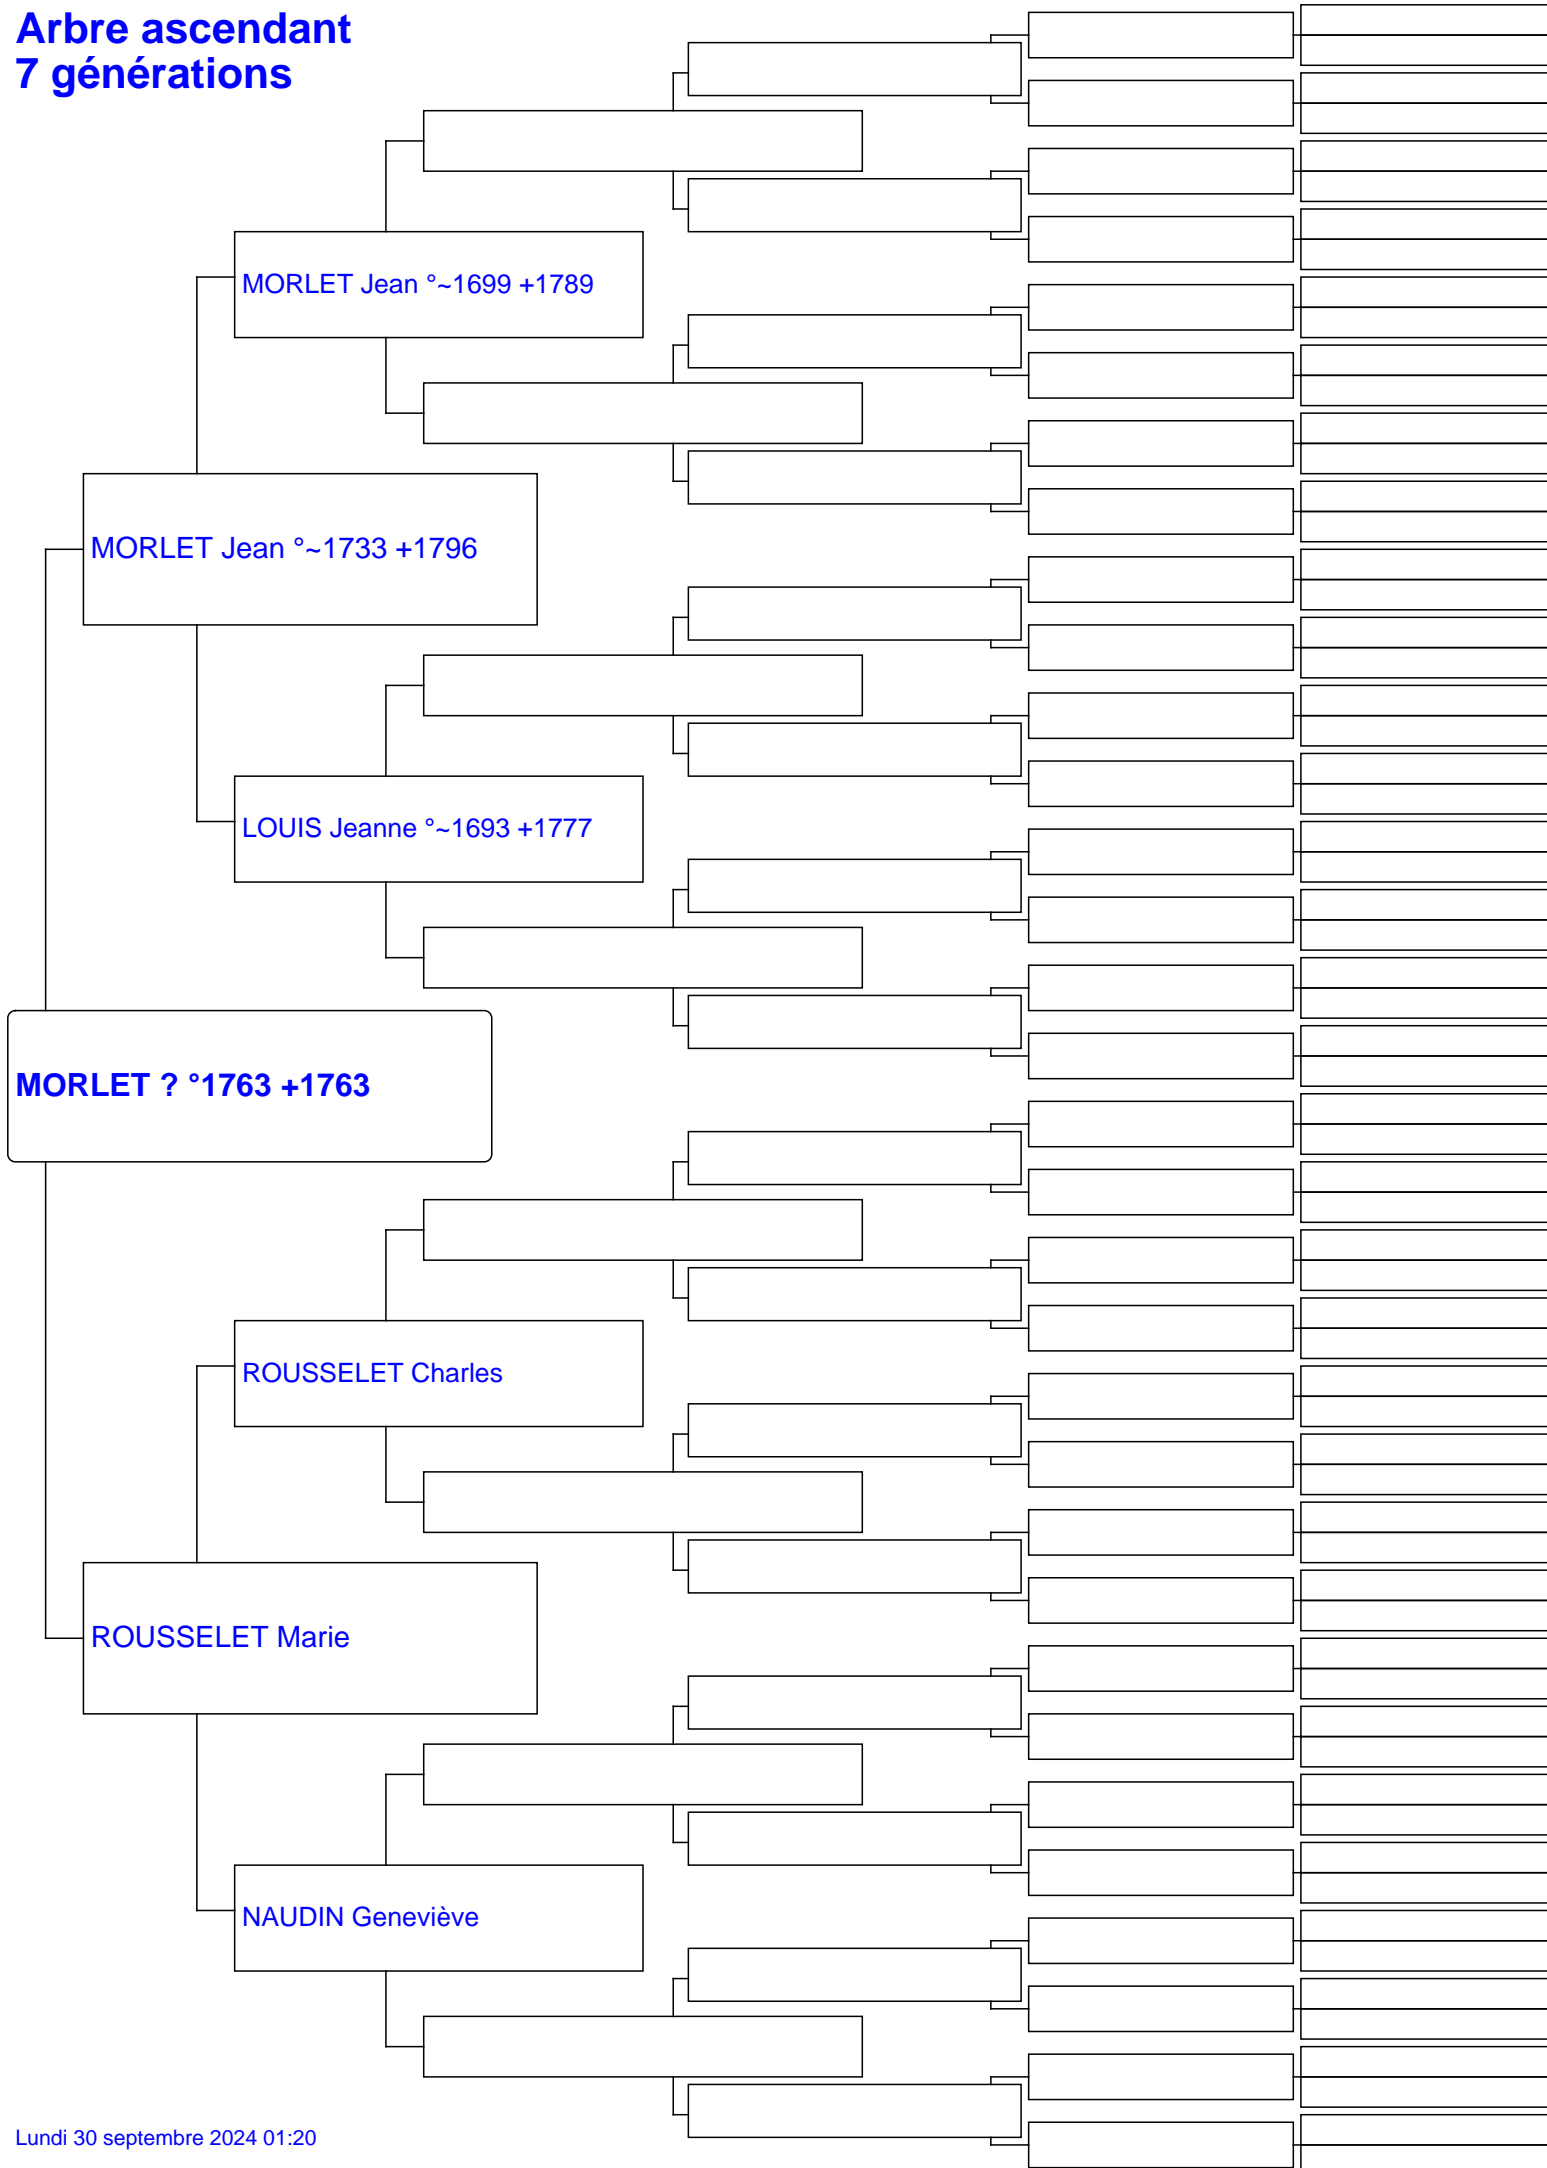 Arbre ascendant
7 générations
MORLET Jean °~1699 +1789
MORLET Jean °~1733 +1796
LOUIS Jeanne °~1693 +1777
MORLET ? °1763 +1763
ROUSSELET Charles
ROUSSELET Marie
NAUDIN Geneviève
Lundi 30 septembre 2024 01:20